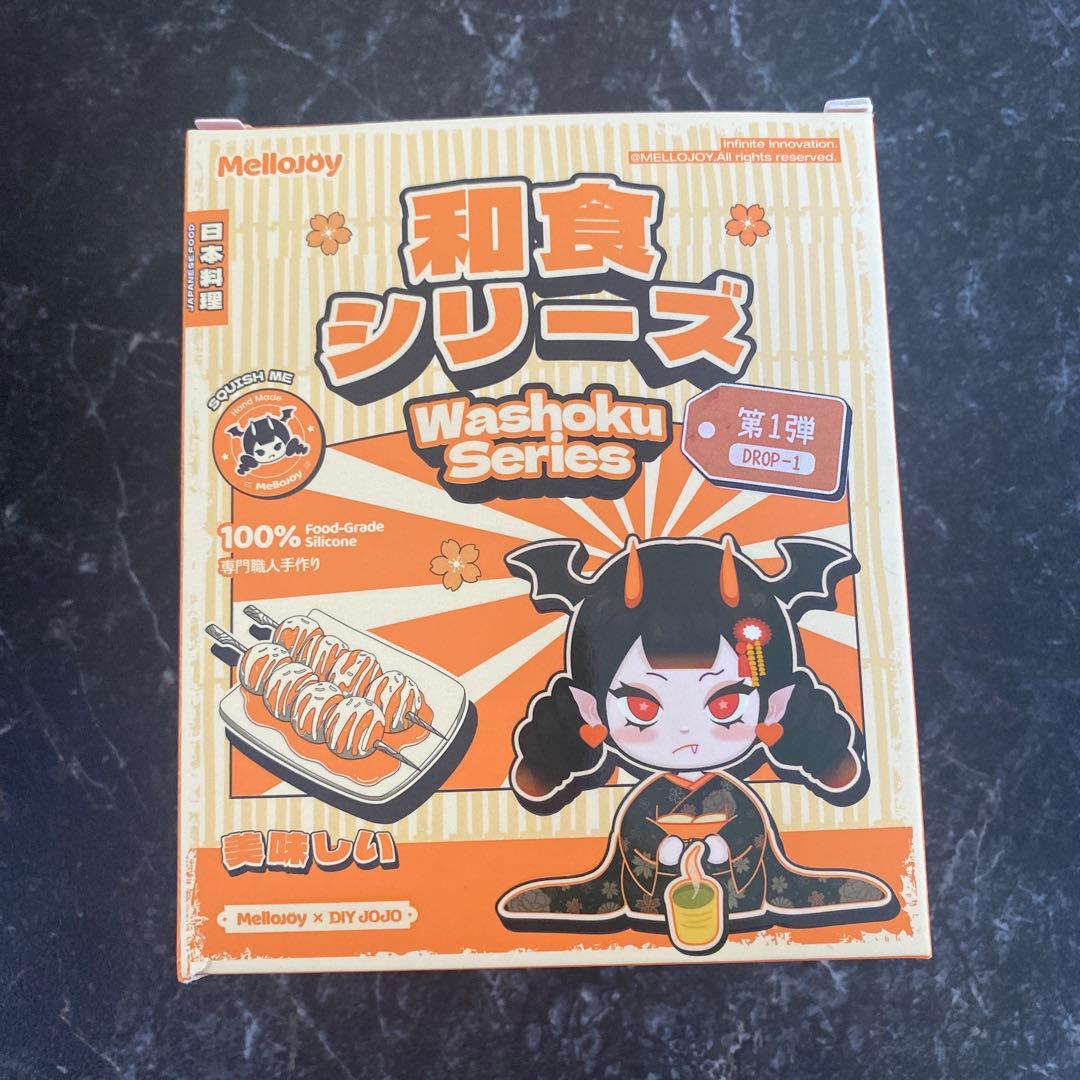 MelloJoy
Infinite Innovation.
@MELLOJOY.All rights reserved.
日本料理
JAPANESE FOOD
和食
シリーズ
Washoku
Series
第1弾
DROP-1
SQUISH ME
Hand Made
MelloJoy
100% Food-Grade
Silicone
専門職人手作り
美味しい
MelloJoy × DIY JOJO